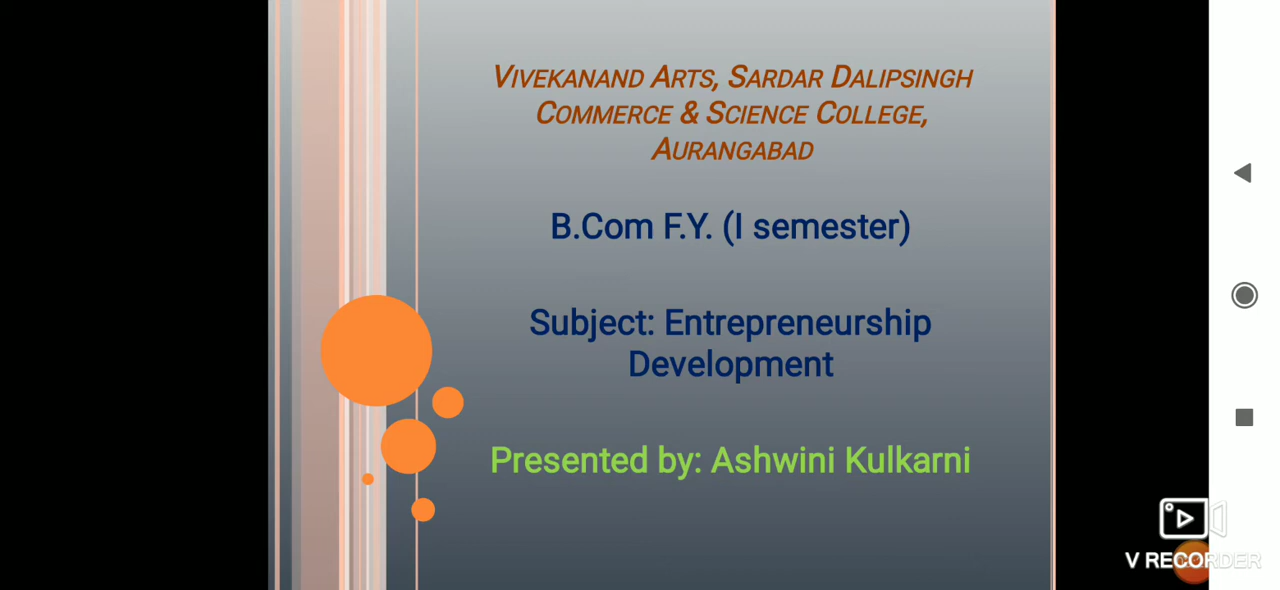 Vivekanand Arts, Sardar Dalipsingh
Commerce & Science College,
Aurangabad
B.Com F.Y. (I semester)
Subject: Entrepreneurship
Development
Presented by: Ashwini Kulkarni
V RECORDER